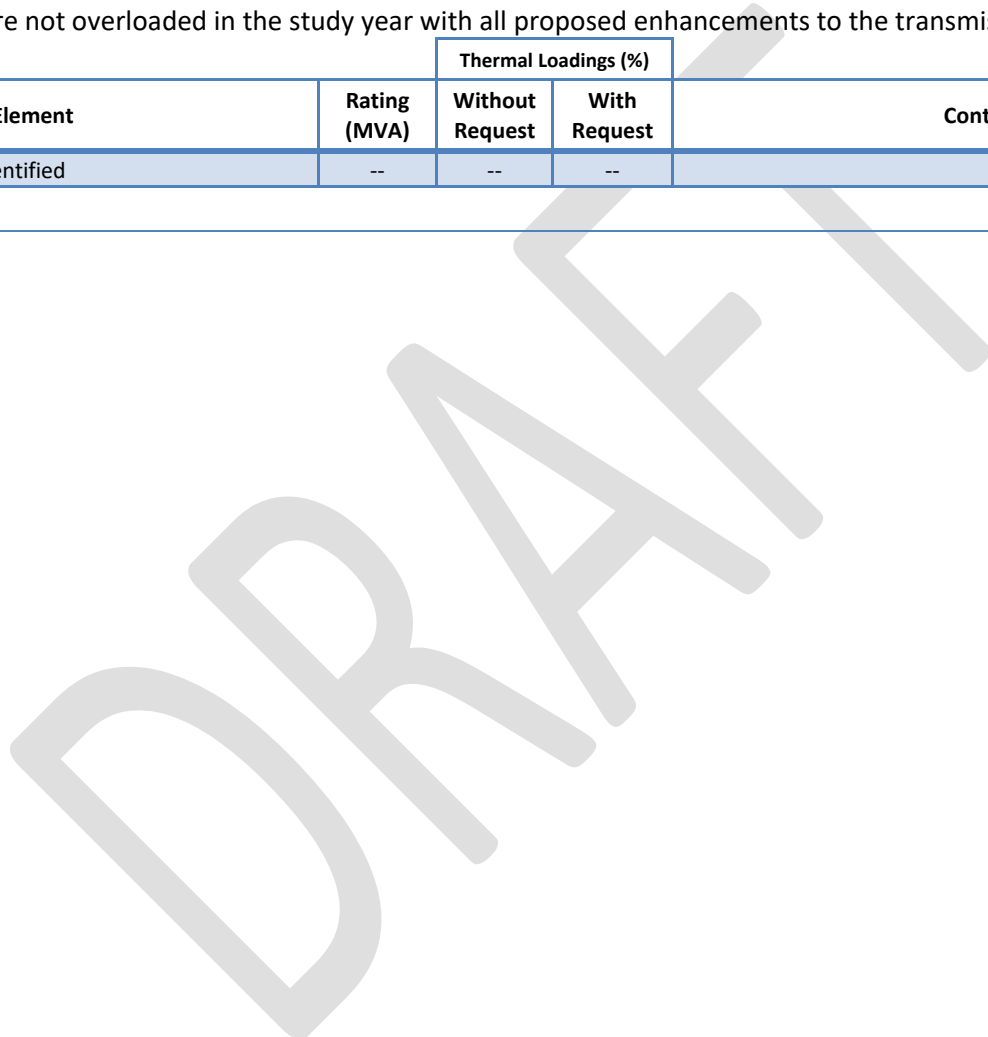 re not overloaded in the study year with all proposed enhancements to the transmis
Thermal Loadings (%)
Element Rating (MVA) Without Request With Request Cont
entified -- -- --
DRAFT